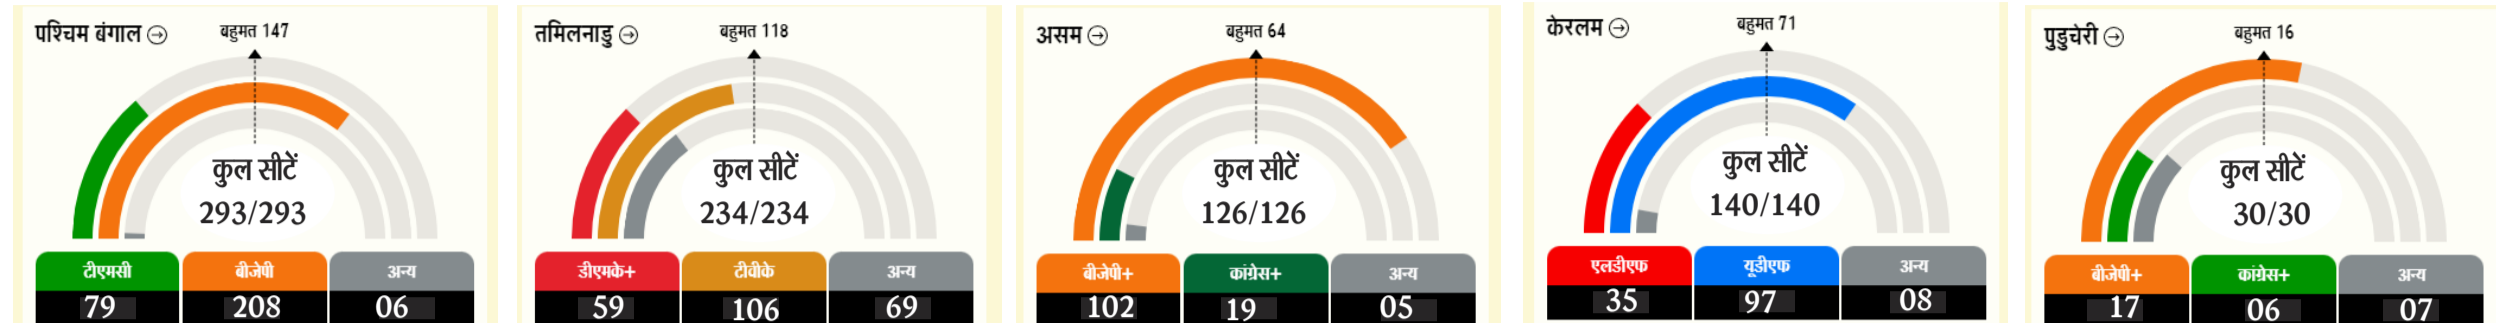 पश्चिम बंगाल
बहुमत 147
कुल सीटें
293/293
टीएमसी बीजेपी अन्य
79 208 06
तमिलनाडु
बहुमत 118
कुल सीटें
234/234
डीएमके+ टीवीके अन्य
59 106 69
असम
बहुमत 64
कुल सीटें
126/126
बीजेपी+ कांग्रेस+ अन्य
102 19 05
केरलम
बहुमत 71
कुल सीटें
140/140
एलडीएफ यूडीएफ अन्य
35 97 08
पुडुचेरी
बहुमत 16
कुल सीटें
30/30
बीजेपी+ कांग्रेस+ अन्य
17 06 07